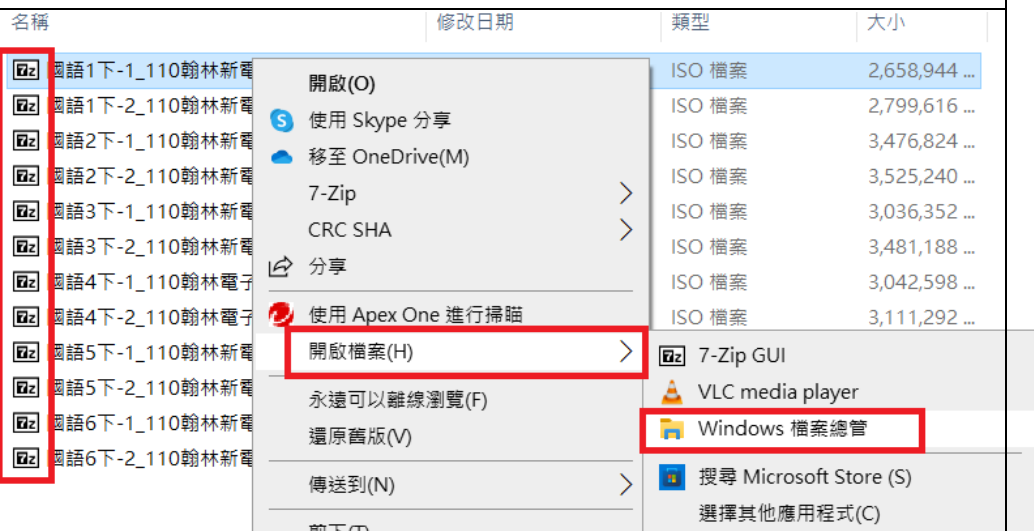 名稱 修改日期 類型 大小
國語1下-1_110翰林新電 ISO 檔案 2,658,944 ...
國語1下-2_110翰林新電 ISO 檔案 2,799,616 ...
國語2下-1_110翰林新電 ISO 檔案 3,476,824 ...
國語2下-2_110翰林新電 ISO 檔案 3,525,240 ...
國語3下-1_110翰林新電 ISO 檔案 3,036,352 ...
國語3下-2_110翰林新電 ISO 檔案 3,481,188 ...
國語4下-1_110翰林電子 ISO 檔案 3,042,598 ...
國語4下-2_110翰林電子 ISO 檔案 3,111,292 ...
國語5下-1_110翰林新電
國語5下-2_110翰林新電
國語6下-1_110翰林新電
國語6下-2_110翰林新電
開啟(O)
使用 Skype 分享
移至 OneDrive(M)
7-Zip
CRC SHA
分享
使用 Apex One 進行掃瞄
開啟檔案(H)
永遠可以離線瀏覽(F)
還原舊版(V)
傳送到(N)
剪下(T)
7-Zip GUI
VLC media player
Windows 檔案總管
搜尋 Microsoft Store (S)
選擇其他應用程式(C)